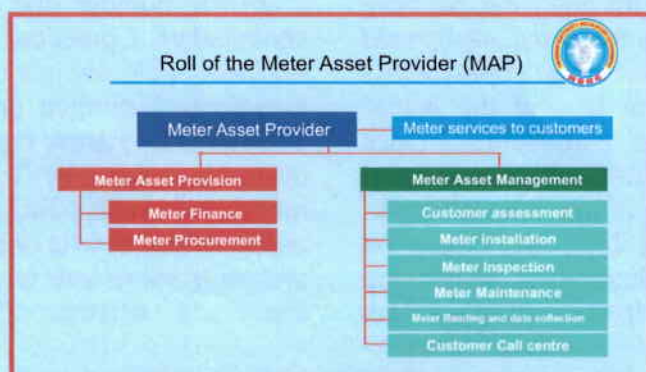 Roll of the Meter Asset Provider (MAP)
Meter Asset Provider
Meter services to customers
Meter Asset Provision
Meter Finance
Meter Procurement
Meter Asset Management
Customer assessment
Meter installation
Meter Inspection
Meter Maintenance
Meter Reading and data collection
Customer Call centre